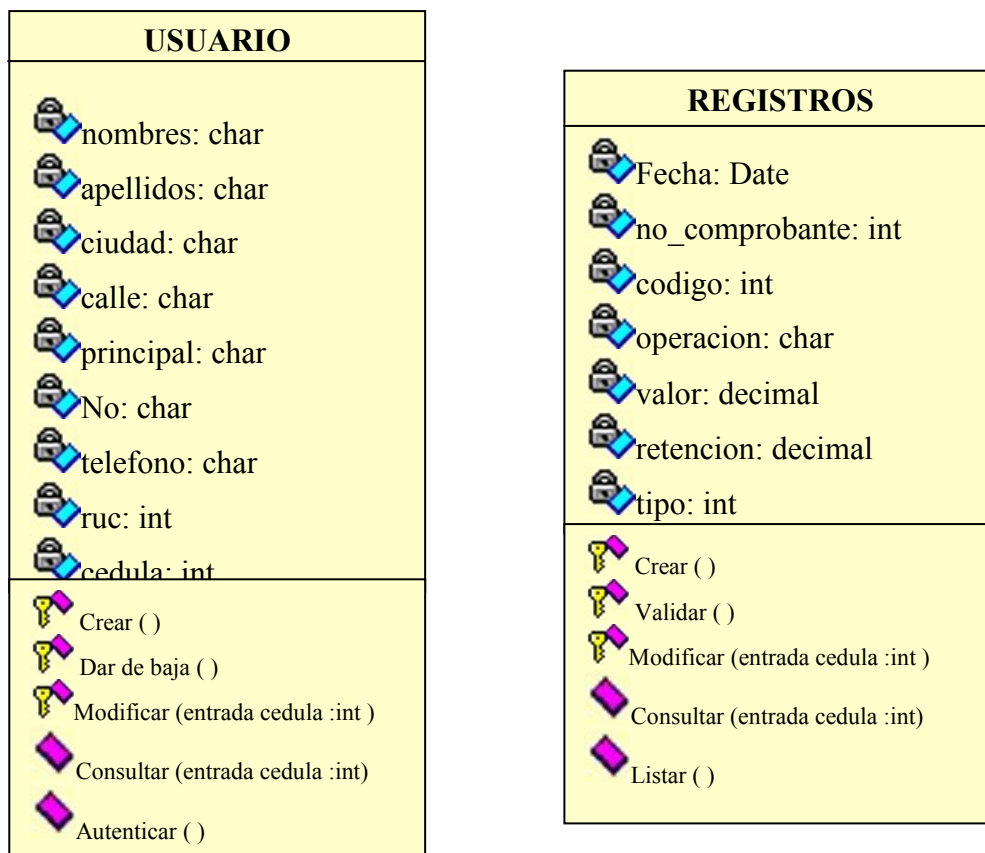 USUARIO
nombres: char
apellidos: char
ciudad: char
calle: char
principal: char
No: char
telefono: char
ruc: int
cedula: int
Crear ( )
Dar de baja ( )
Modificar (entrada cedula :int )
Consultar (entrada cedula :int)
Autenticar ( )
REGISTROS
Fecha: Date
no_comprobante: int
codigo: int
operacion: char
valor: decimal
retencion: decimal
tipo: int
Crear ( )
Validar ( )
Modificar (entrada cedula :int )
Consultar (entrada cedula :int)
Listar ( )